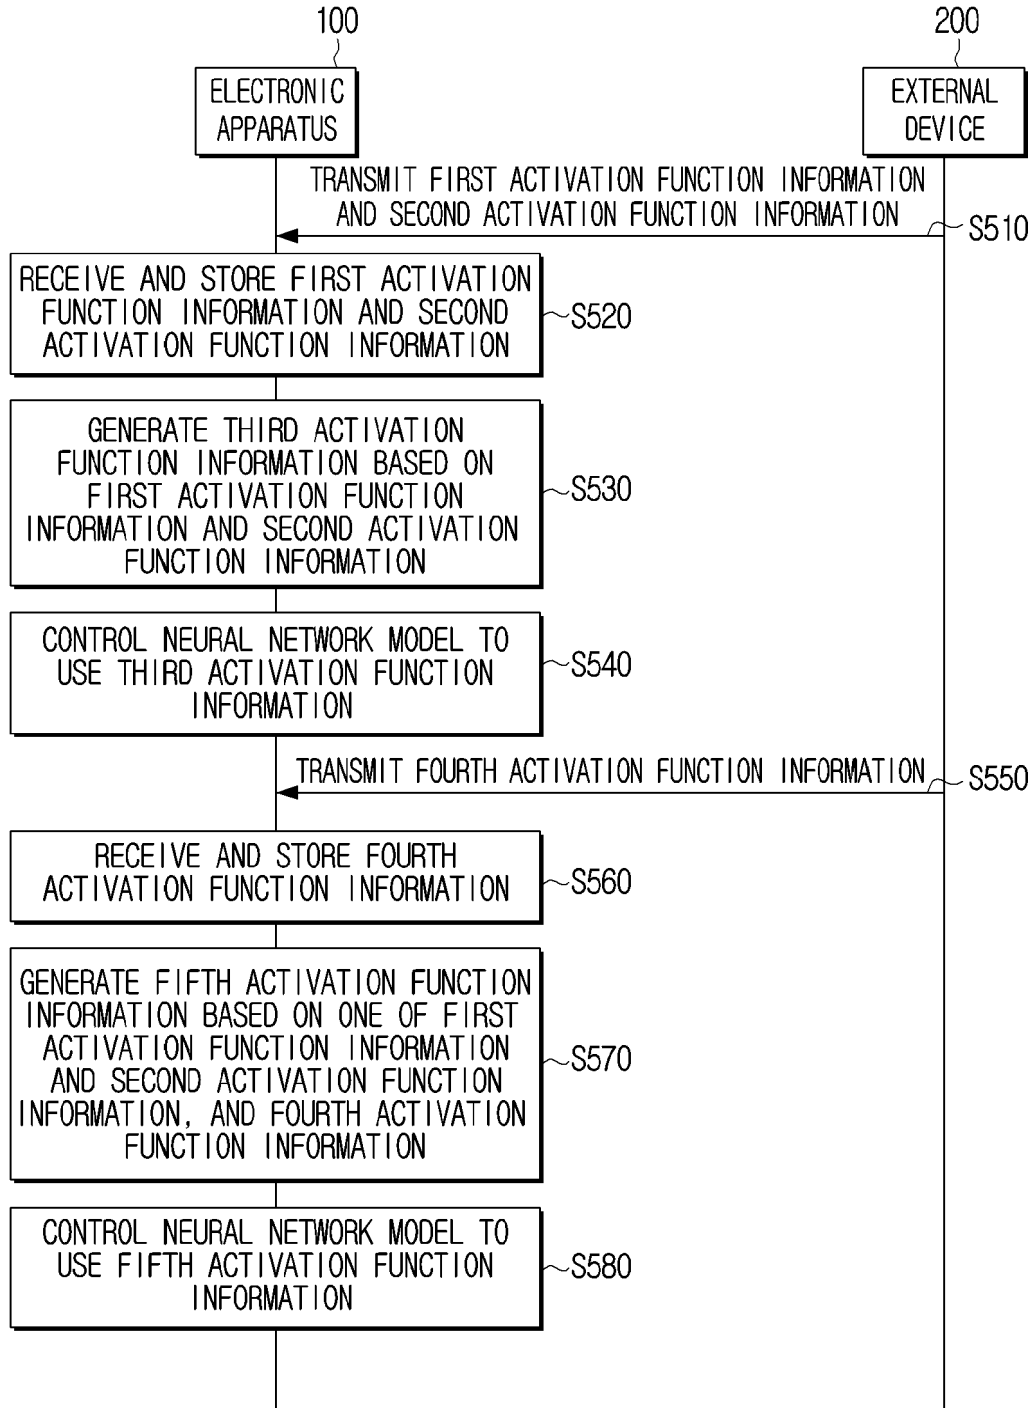 100
200
ELECTRONIC
APPARATUS
EXTERNAL
DEVICE
TRANSMIT FIRST ACTIVATION FUNCTION INFORMATION
AND SECOND ACTIVATION FUNCTION INFORMATION
S510
RECEIVE AND STORE FIRST ACTIVATION
FUNCTION INFORMATION AND SECOND
ACTIVATION FUNCTION INFORMATION
S520
GENERATE THIRD ACTIVATION
FUNCTION INFORMATION BASED ON
FIRST ACTIVATION FUNCTION
INFORMATION AND SECOND ACTIVATION
FUNCTION INFORMATION
S530
CONTROL NEURAL NETWORK MODEL TO
USE THIRD ACTIVATION FUNCTION
INFORMATION
S540
TRANSMIT FOURTH ACTIVATION FUNCTION INFORMATION
S550
RECEIVE AND STORE FOURTH
ACTIVATION FUNCTION INFORMATION
S560
GENERATE FIFTH ACTIVATION FUNCTION
INFORMATION BASED ON ONE OF FIRST
ACTIVATION FUNCTION INFORMATION
AND SECOND ACTIVATION FUNCTION
INFORMATION, AND FOURTH ACTIVATION
FUNCTION INFORMATION
S570
CONTROL NEURAL NETWORK MODEL TO
USE FIFTH ACTIVATION FUNCTION
INFORMATION
S580